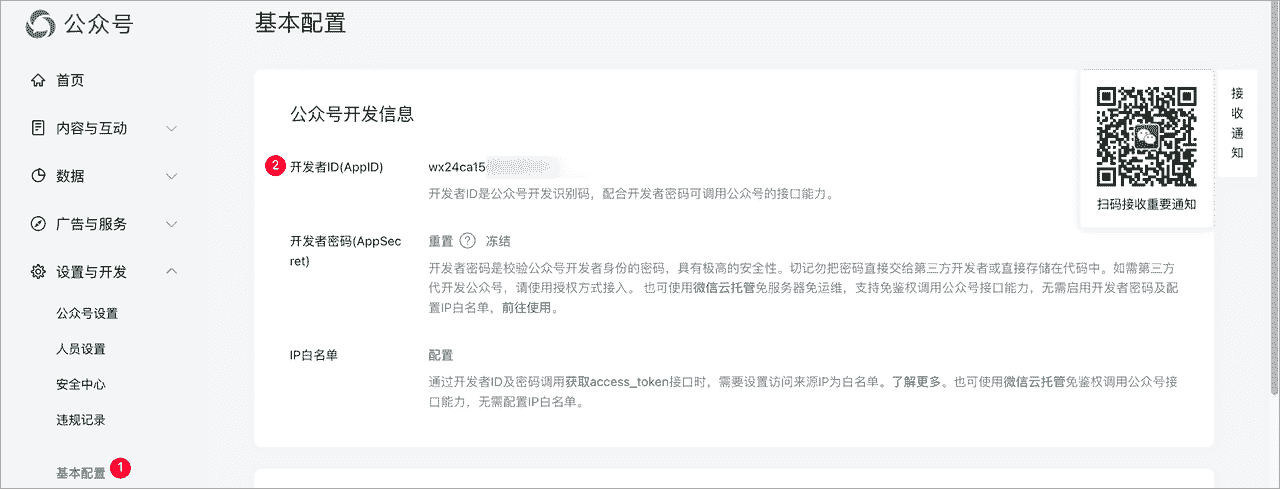 公众号
首页
内容与互动
数据
广告与服务
设置与开发
公众号设置
人员设置
安全中心
违规记录
基本配置 1
基本配置
公众号开发信息
2 开发者ID(AppID)
wx24ca15
开发者ID是公众号开发识别码，配合开发者密码可调用公众号的接口能力。
开发者密码(AppSec
ret)
重置 ? 冻结
开发者密码是校验公众号开发者身份的密码，具有极高的安全性。切记勿把密码直接交给第三方开发者或直接存储在代码中。如需第三方
代开发公众号，请使用授权方式接入。 也可使用微信云托管免服务器免运维，支持免鉴权调用公众号接口能力，无需启用开发者密码及配
置IP白名单，前往使用。
IP白名单
配置
通过开发者ID及密码调用获取access_token接口时，需要设置访问来源IP为白名单。了解更多。也可使用微信云托管免鉴权调用公众号接
口能力，无需配置IP白名单。
扫码接收重要通知
接
收
通
知